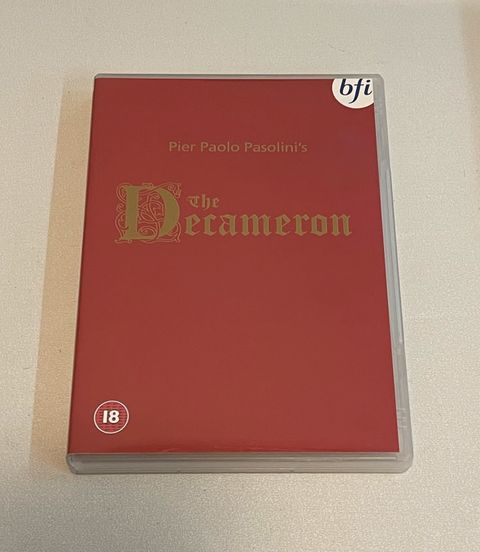 bfi
Pier Paolo Pasolini's
The
Decameron
18